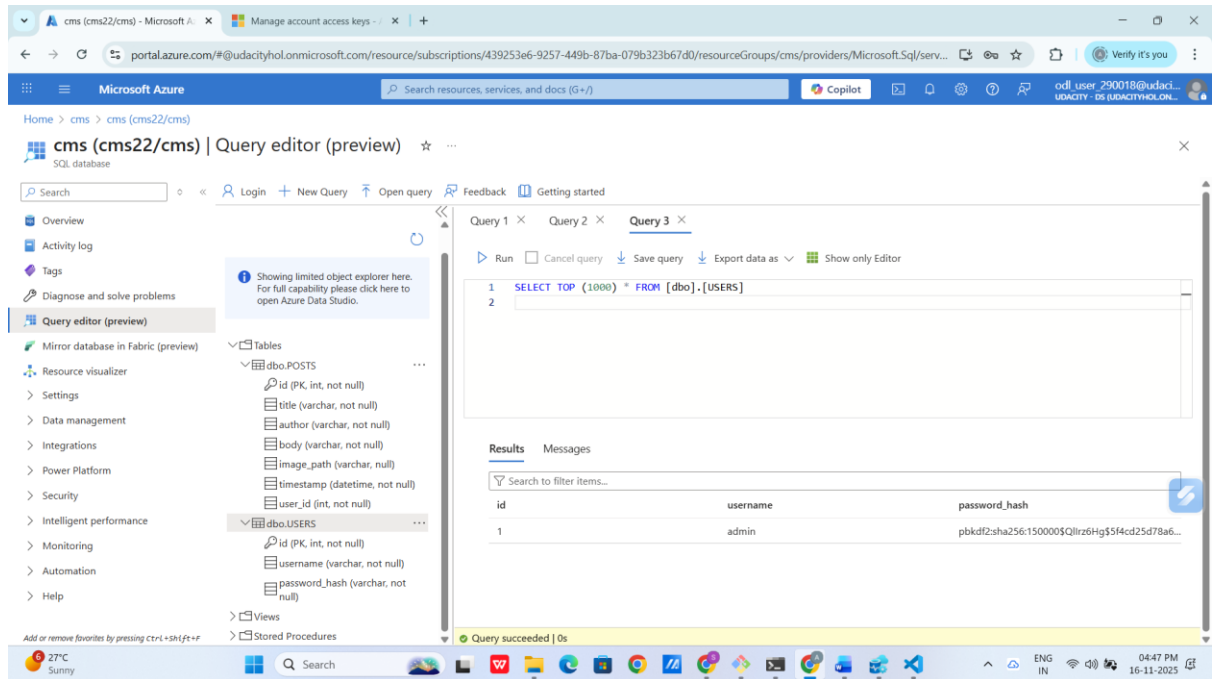 cms (cms22/cms) - Microsoft A
Manage account access keys - /
portal.azure.com/#@udacityhol.onmicrosoft.com/resource/subscriptions/439253e6-9257-449b-87ba-079b323b67d0/resourceGroups/cms/providers/Microsoft.Sql/serv...
Verify it's you
Microsoft Azure
Search resources, services, and docs (G+/)
Copilot
odl_user_290018@udaci...
UDACITY - DS (UDACITYHOL.ON...
Home > cms > cms (cms22/cms)
cms (cms22/cms) | Query editor (preview)
SQL database
Search
Login
New Query
Open query
Feedback
Getting started
Overview
Activity log
Tags
Diagnose and solve problems
Query editor (preview)
Mirror database in Fabric (preview)
Resource visualizer
Settings
Data management
Integrations
Power Platform
Security
Intelligent performance
Monitoring
Automation
Help
Add or remove favorites by pressing Ctrl+Shift+F
Showing limited object explorer here.
For full capability please click here to
open Azure Data Studio.
Tables
dbo.POSTS
id (PK, int, not null)
title (varchar, not null)
author (varchar, not null)
body (varchar, not null)
image_path (varchar, null)
timestamp (datetime, not null)
user_id (int, not null)
dbo.USERS
id (PK, int, not null)
username (varchar, not null)
password_hash (varchar, not
null)
Views
Stored Procedures
Query 1
Query 2
Query 3
Run
Cancel query
Save query
Export data as
Show only Editor
1 SELECT TOP (1000) * FROM [dbo].[USERS]
2
Results
Messages
Search to filter items...
id username password_hash
1 admin pbkdf2:sha256:150000$QlIrz6Hg$5f4cd25d78a6...
Query succeeded | 0s
6
27°C
Sunny
Search
ENG
IN
04:47 PM
16-11-2025